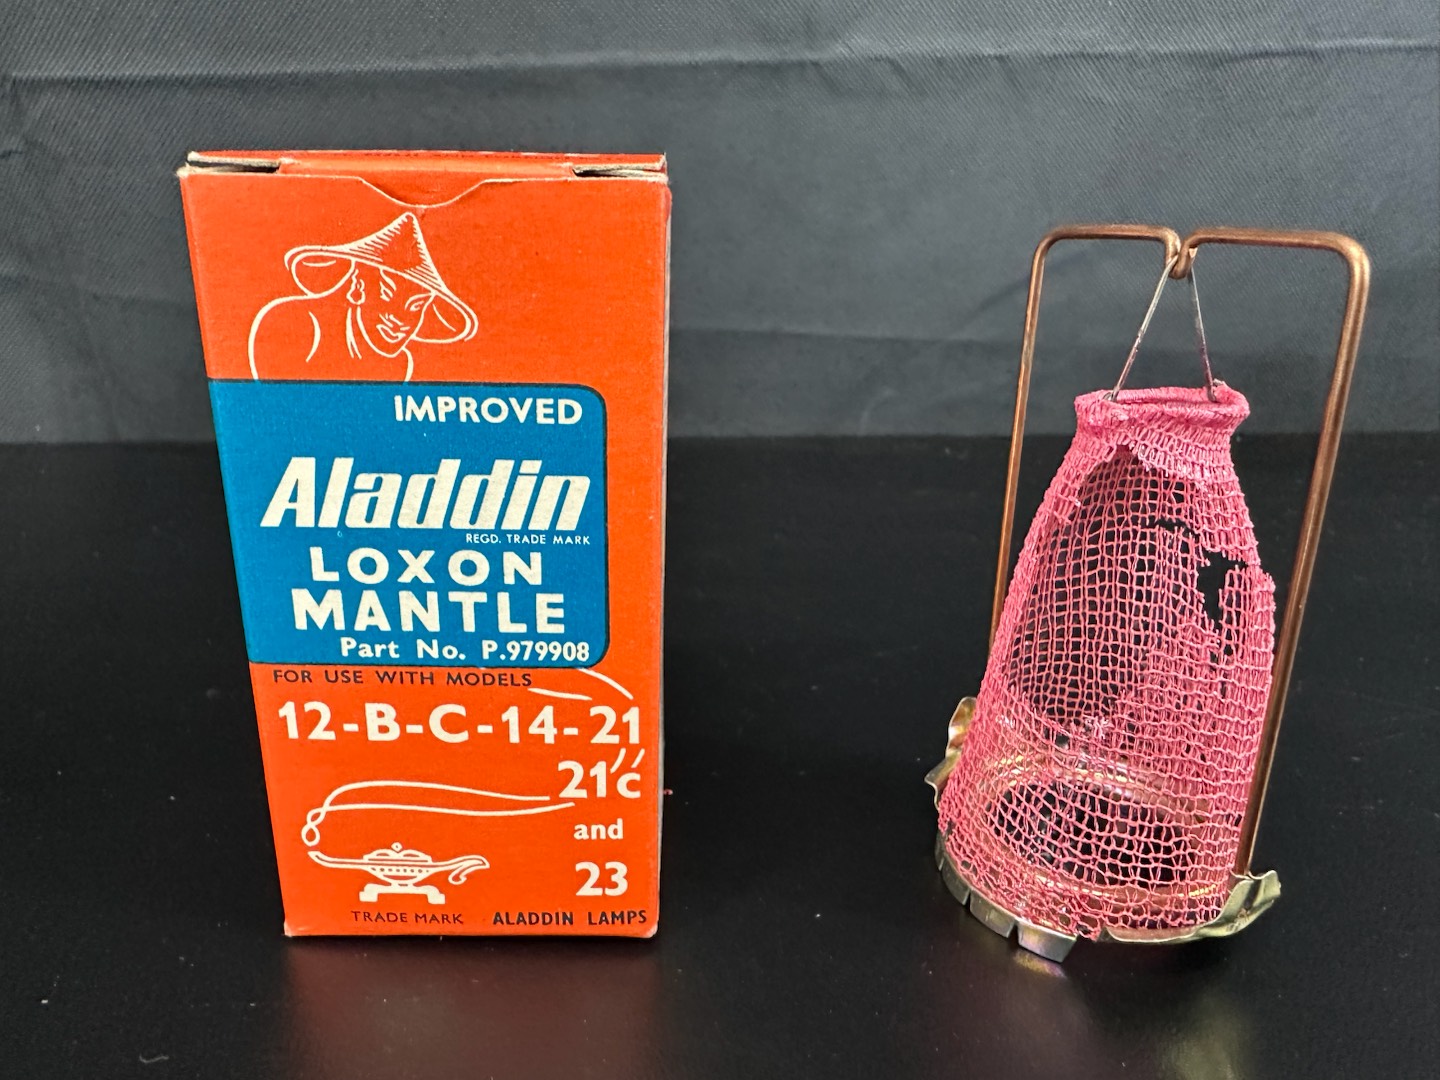 IMPROVED
Aladdin
REGD. TRADE MARK
LOXON
MANTLE
Part No. P.979908
FOR USE WITH MODELS
12-B-C-14-21
21c
and
23
TRADE MARK ALADDIN LAMPS